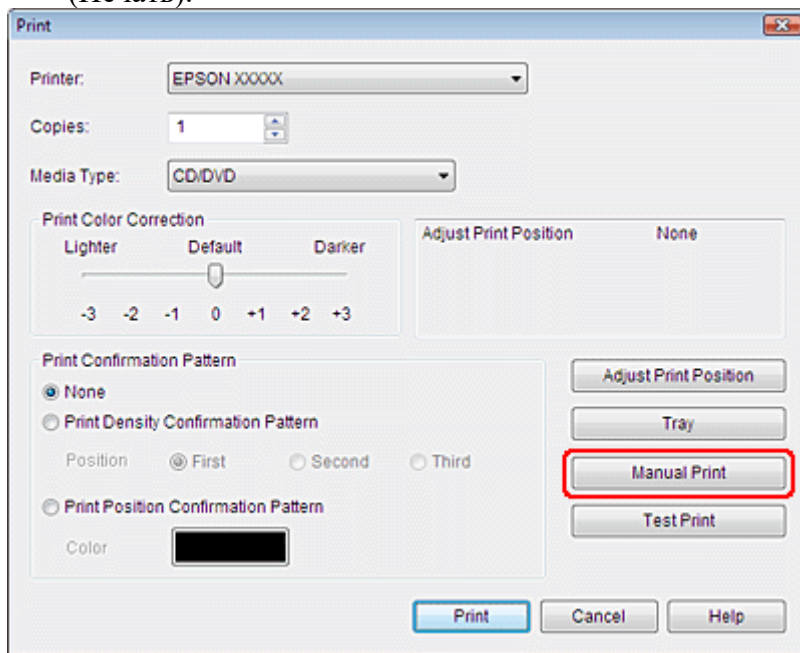 (Печать).
Print
Printer: EPSON XXXXX
Copies: 1
Media Type: CD/DVD
Print Color Correction
Lighter Default Darker
-3 -2 -1 0 +1 +2 +3
Adjust Print Position None
Print Confirmation Pattern
None
Print Density Confirmation Pattern
Position First Second Third
Print Position Confirmation Pattern
Color
Adjust Print Position
Tray
Manual Print
Test Print
Print Cancel Help